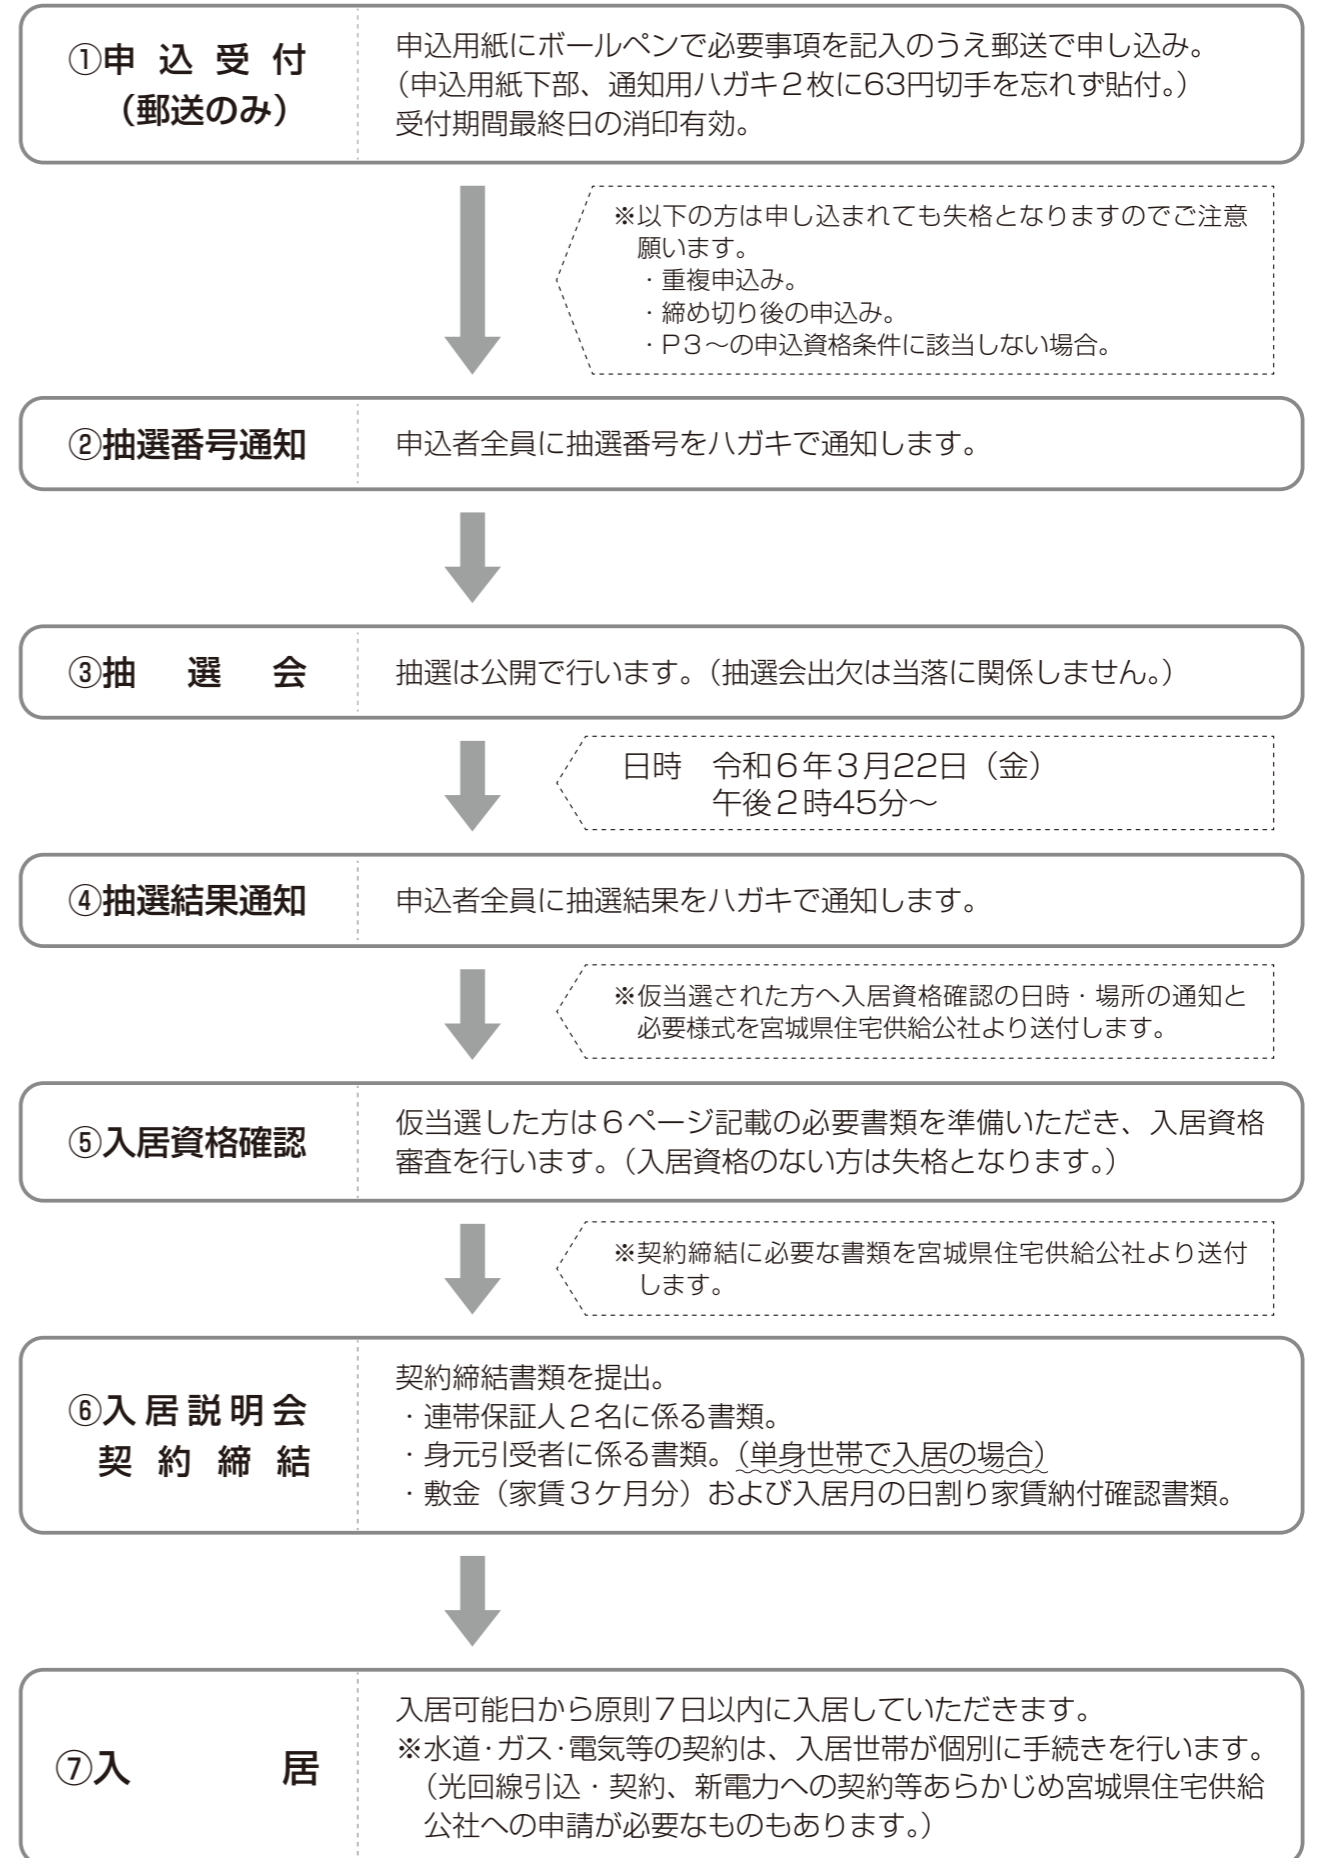 ①申込受付
（郵送のみ）
申込用紙にボールペンで必要事項を記入のうえ郵送で申し込み。
（申込用紙下部、通知用ハガキ２枚に63円切手を忘れず貼付。）
受付期間最終日の消印有効。
※以下の方は申し込まれても失格となりますのでご注意
願います。
・重複申込み。
・締め切り後の申込み。
・P３～の申込資格条件に該当しない場合。
②抽選番号通知
申込者全員に抽選番号をハガキで通知します。
③抽選会
抽選は公開で行います。（抽選会出欠は当落に関係しません。）
日時　令和６年３月22日（金）
午後２時45分～
④抽選結果通知
申込者全員に抽選結果をハガキで通知します。
※仮当選された方へ入居資格確認の日時・場所の通知と
必要様式を宮城県住宅供給公社より送付します。
⑤入居資格確認
仮当選した方は６ページ記載の必要書類を準備いただき、入居資格
審査を行います。（入居資格のない方は失格となります。）
※契約締結に必要な書類を宮城県住宅供給公社より送付
します。
⑥入居説明会
契約締結
契約締結書類を提出。
・連帯保証人２名に係る書類。
・身元引受者に係る書類。（単身世帯で入居の場合）
・敷金（家賃３ケ月分）および入居月の日割り家賃納付確認書類。
⑦入居
入居可能日から原則７日以内に入居していただきます。
※水道・ガス・電気等の契約は、入居世帯が個別に手続きを行います。
（光回線引込・契約、新電力への契約等あらかじめ宮城県住宅供給
公社への申請が必要なものもあります。）